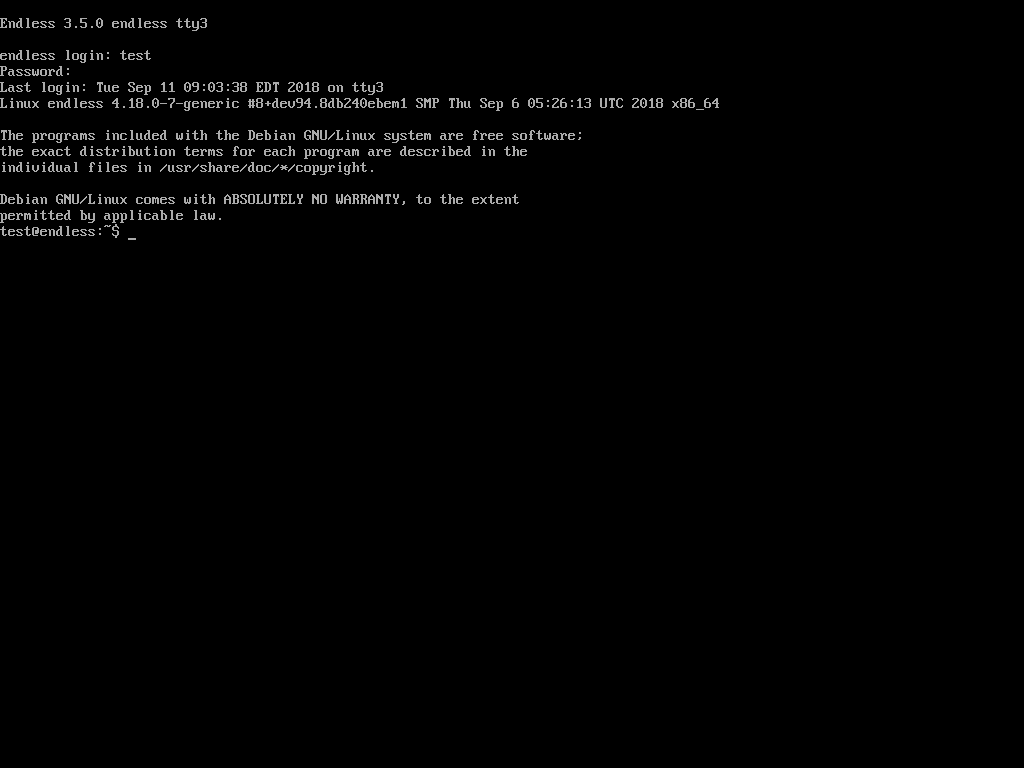 Endless 3.5.0 endless tty3
endless login: test
Password:
Last login: Tue Sep 11 09:03:38 EDT 2018 on tty3
Linux endless 4.18.0-7-generic #8+dev94.8db240ebem1 SMP Thu Sep 6 05:26:13 UTC 2018 x86_64
The programs included with the Debian GNU/Linux system are free software;
the exact distribution terms for each program are described in the
individual files in /usr/share/doc/*/copyright.
Debian GNU/Linux comes with ABSOLUTELY NO WARRANTY, to the extent
permitted by applicable law.
test@endless:~$ _